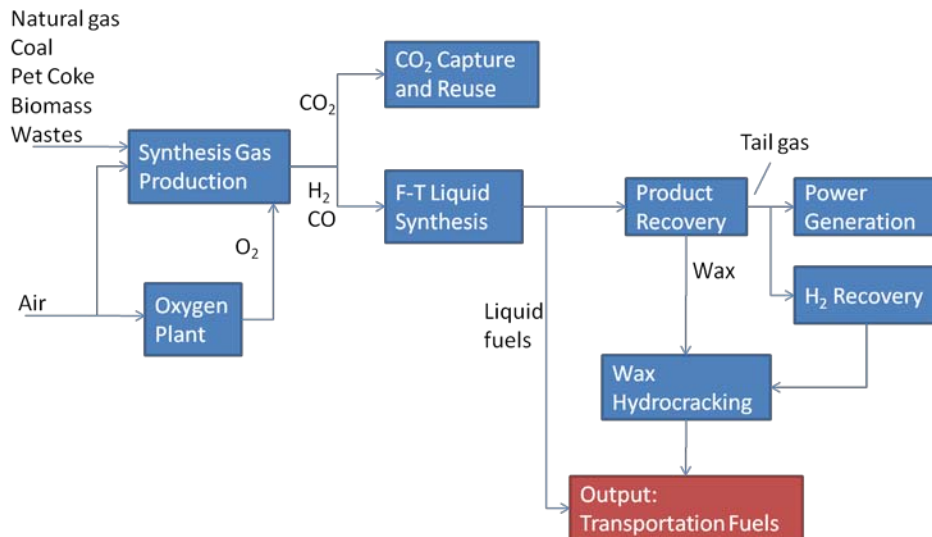 Natural gas
Coal
Pet Coke
Biomass
Wastes
Synthesis Gas
Production
Air
Oxygen
Plant
O₂
CO₂
H₂
CO
CO₂ Capture
and Reuse
F-T Liquid
Synthesis
Liquid
fuels
Product
Recovery
Tail gas
Power
Generation
H₂ Recovery
Wax
Wax
Hydrocracking
Output:
Transportation Fuels